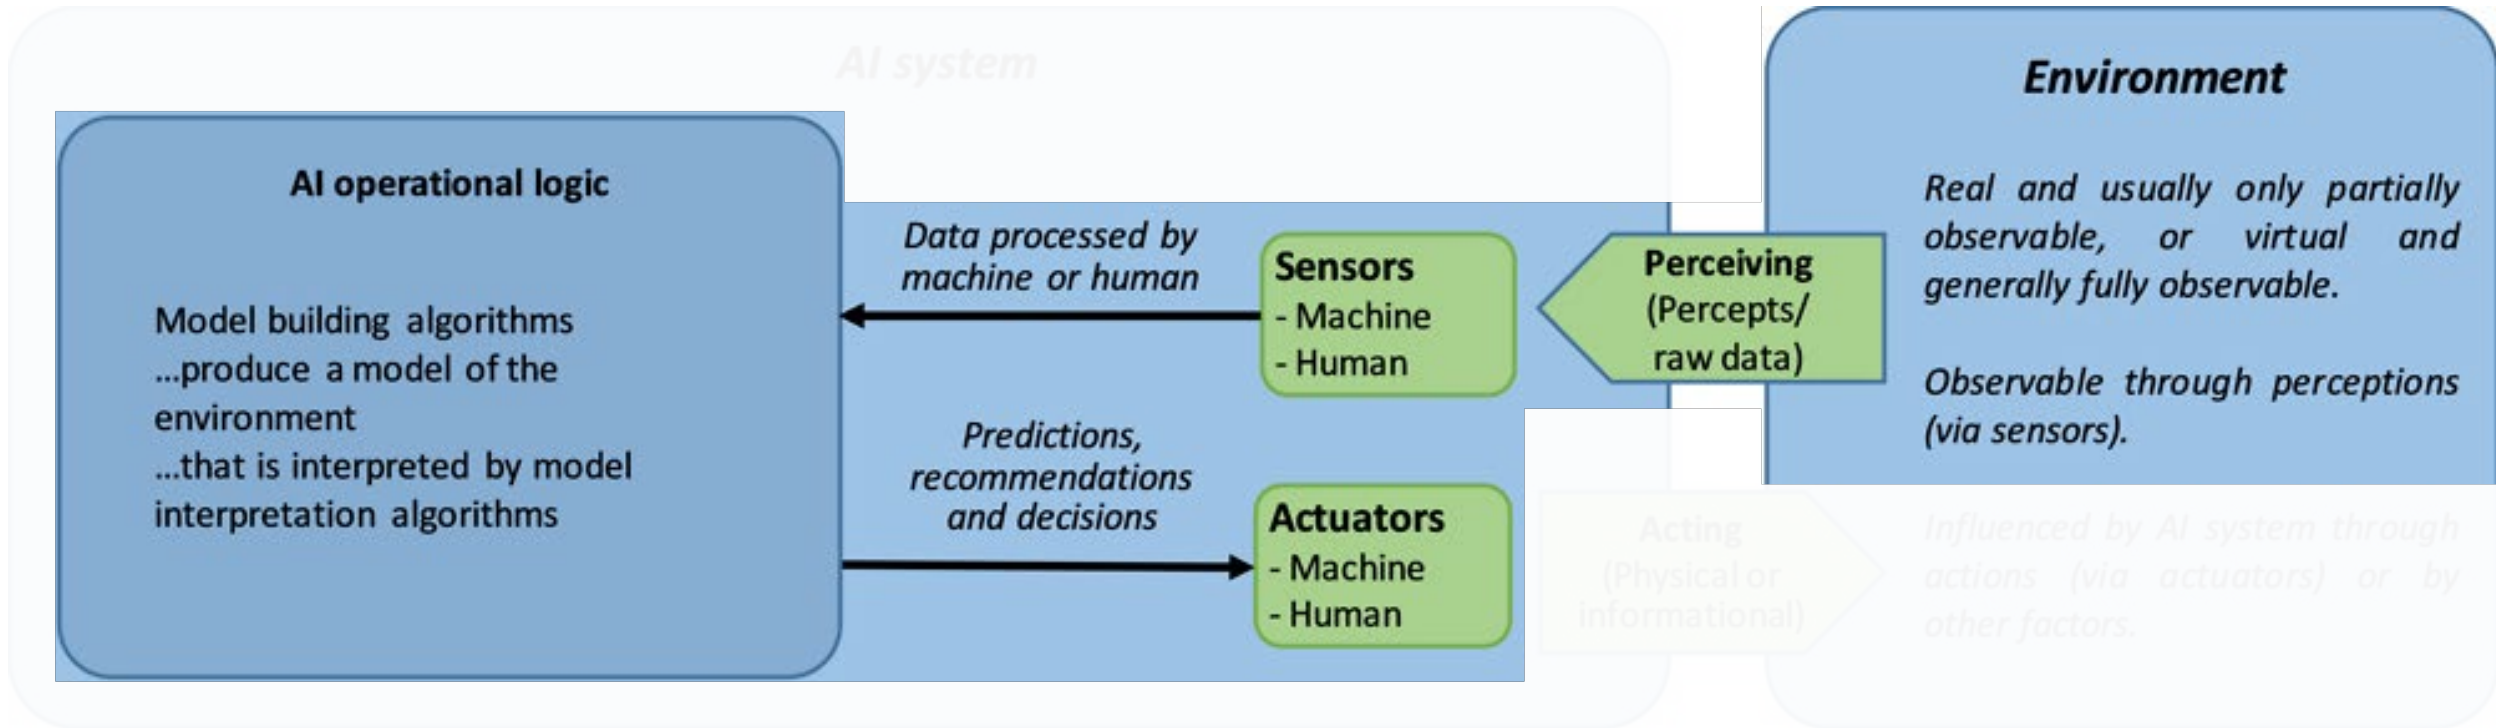 AI system
AI operational logic
Model building algorithms
...produce a model of the
environment
...that is interpreted by model
interpretation algorithms
Data processed by
machine or human
Sensors
- Machine
- Human
Predictions,
recommendations
and decisions
Actuators
- Machine
- Human
Perceiving
(Percepts/
raw data)
Acting
(Physical or
informational)
Environment
Real and usually only partially
observable, or virtual and
generally fully observable.
Observable through perceptions
(via sensors).
Influenced by AI system through
actions (via actuators) or by
other factors.